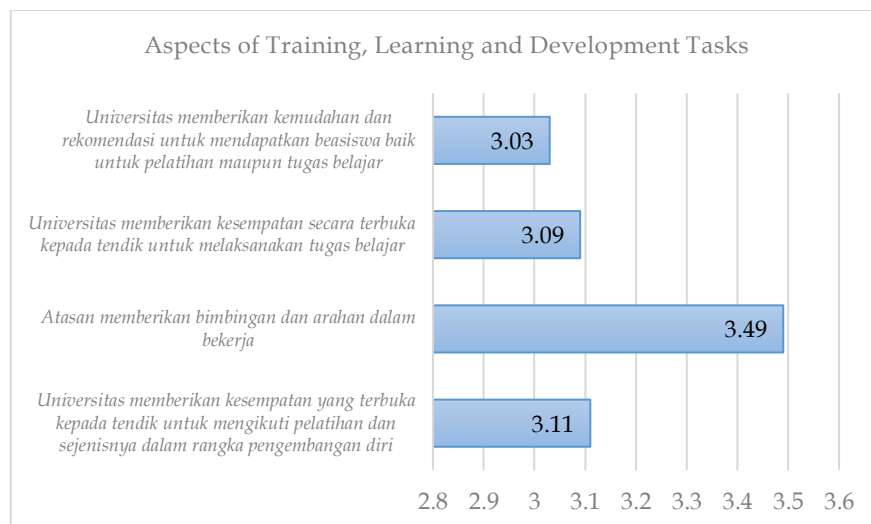 Aspects of Training, Learning and Development Tasks
Universitas memberikan kemudahan dan
rekomendasi untuk mendapatkan beasiswa baik
untuk pelatihan maupun tugas belajar
3.03
Universitas memberikan kesempatan secara terbuka
kepada tendik untuk melaksanakan tugas belajar
3.09
Atasan memberikan bimbingan dan arahan dalam
bekerja
3.49
Universitas memberikan kesempatan yang terbuka
kepada tendik untuk mengikuti pelatihan dan
sejenisnya dalam rangka pengembangan diri
3.11
2.8 2.9 3 3.1 3.2 3.3 3.4 3.5 3.6